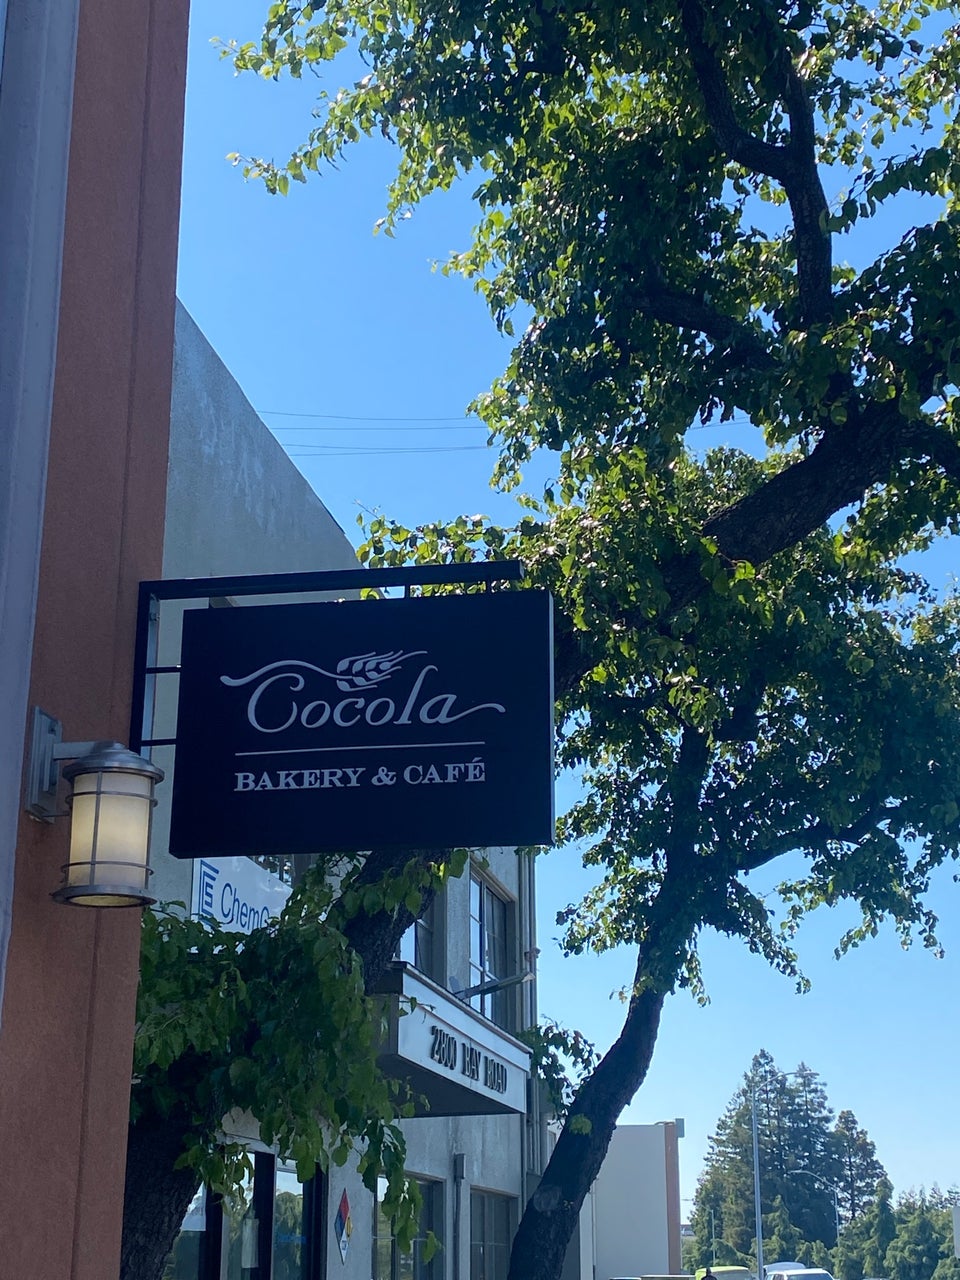 Cocola
BAKERY & CAFÉ
2800 BAY ROAD